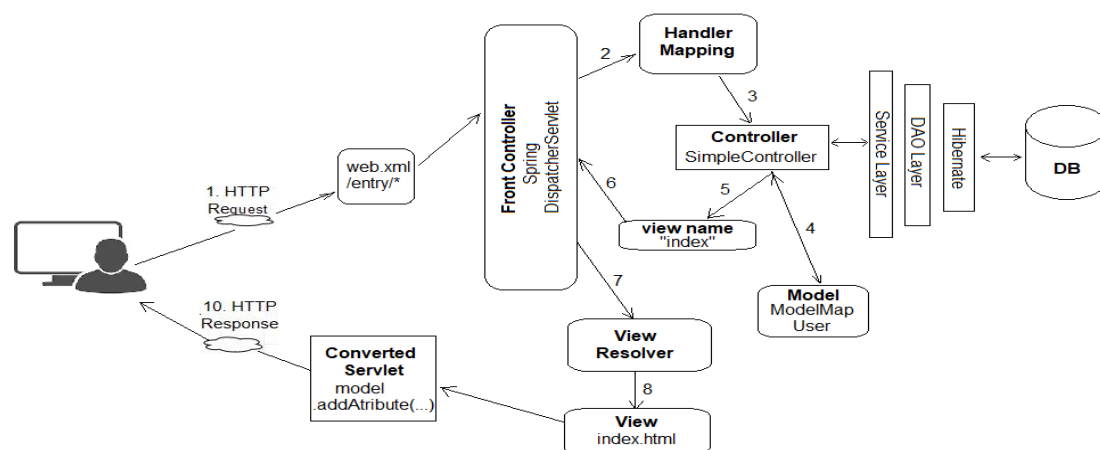 Handler
Mapping
2
3
Front Controller
Spring
DispatcherServlet
Controller
SimpleController
Service Layer
DAO Layer
Hibernate
DB
web.xml
/entry/*
1. HTTP
Request
6
5
4
view name
"index"
7
Model
ModelMap
User
.10. HTTP
Response
View
Resolver
Converted
Servlet
model
.addAtribute(...)
8
View
index.html